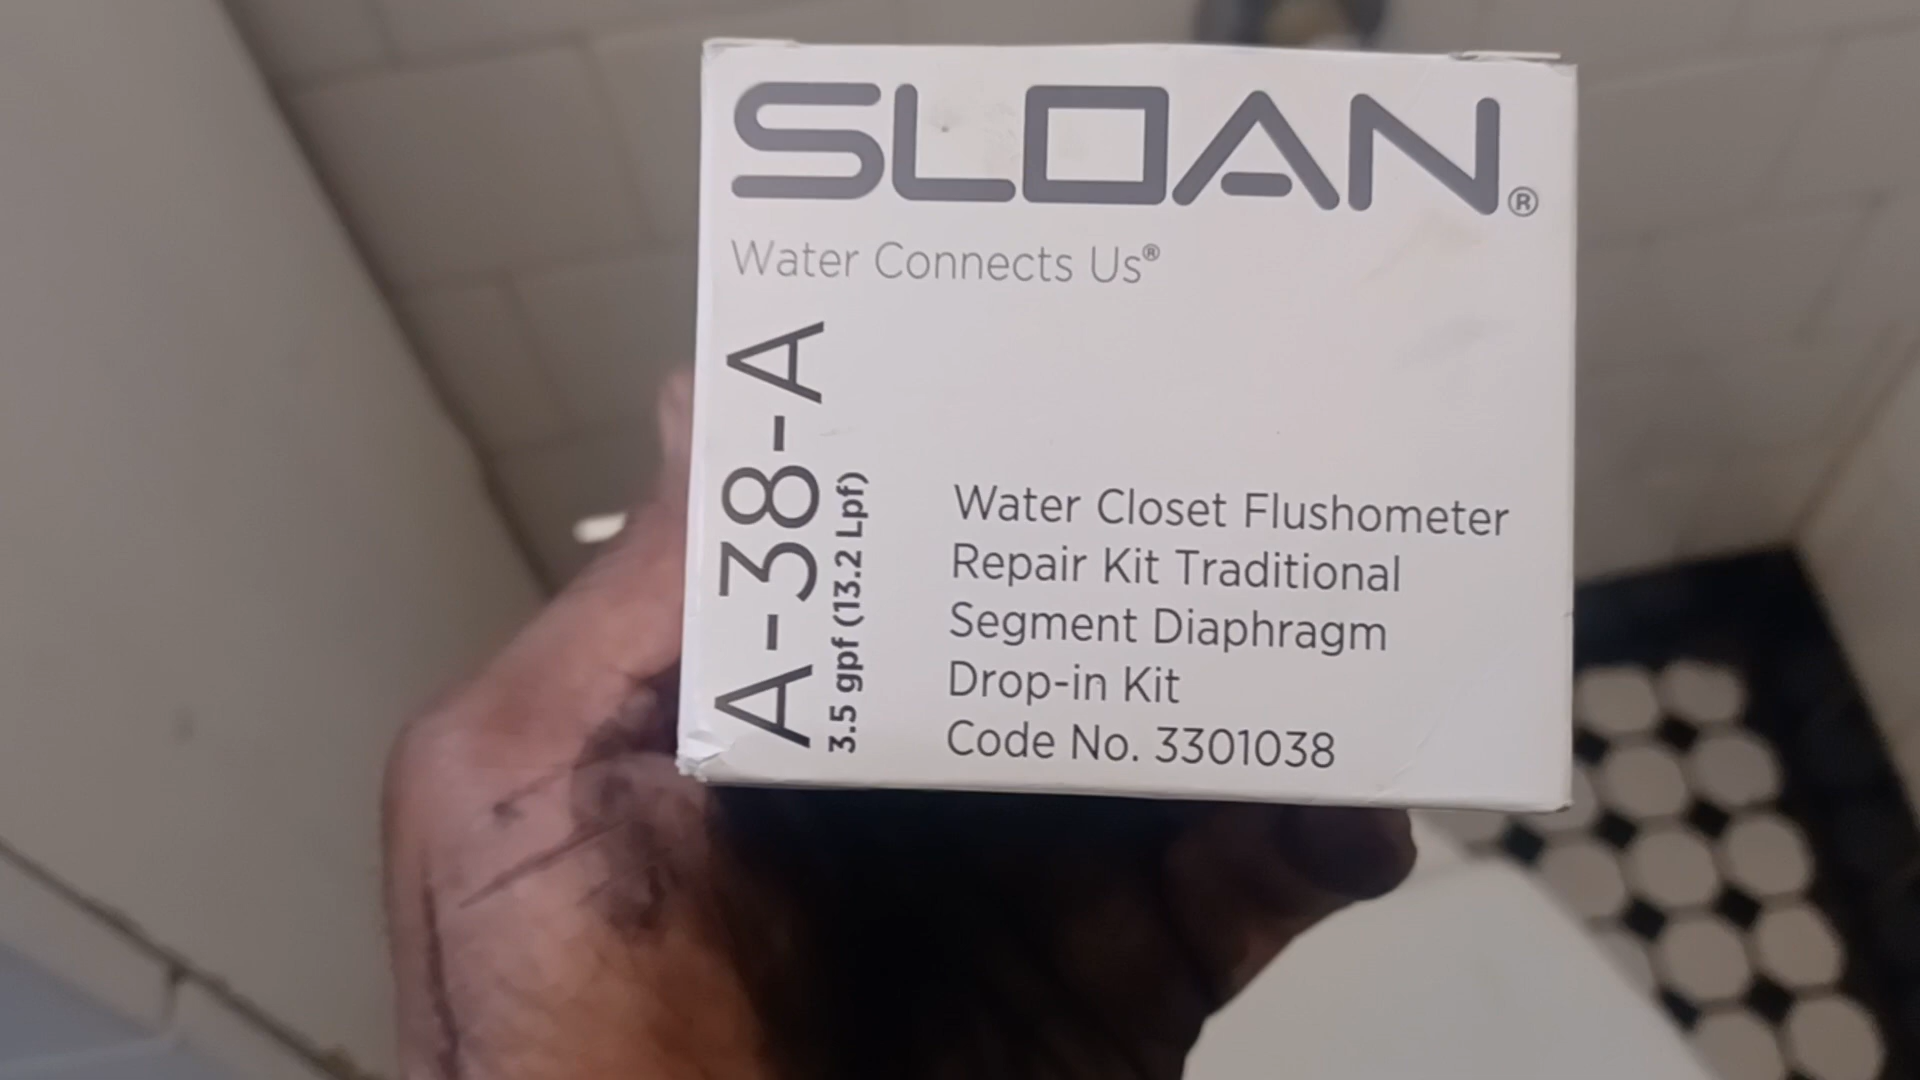 SLOAN®
Water Connects Us®
A-38-A
3.5 gpf (13.2 Lpf)
Water Closet Flushometer
Repair Kit Traditional
Segment Diaphragm
Drop-in Kit
Code No. 3301038